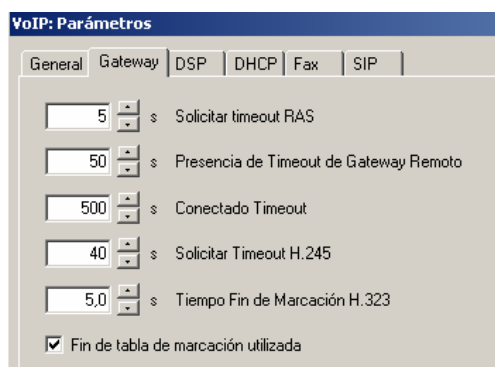 VoIP: Parámetros
General Gateway DSP DHCP Fax SIP
5 s Solicitar timeout RAS
50 s Presencia de Timeout de Gateway Remoto
500 s Conectado Timeout
40 s Solicitar Timeout H.245
5,0 s Tiempo Fin de Marcación H.323
Fin de tabla de marcación utilizada